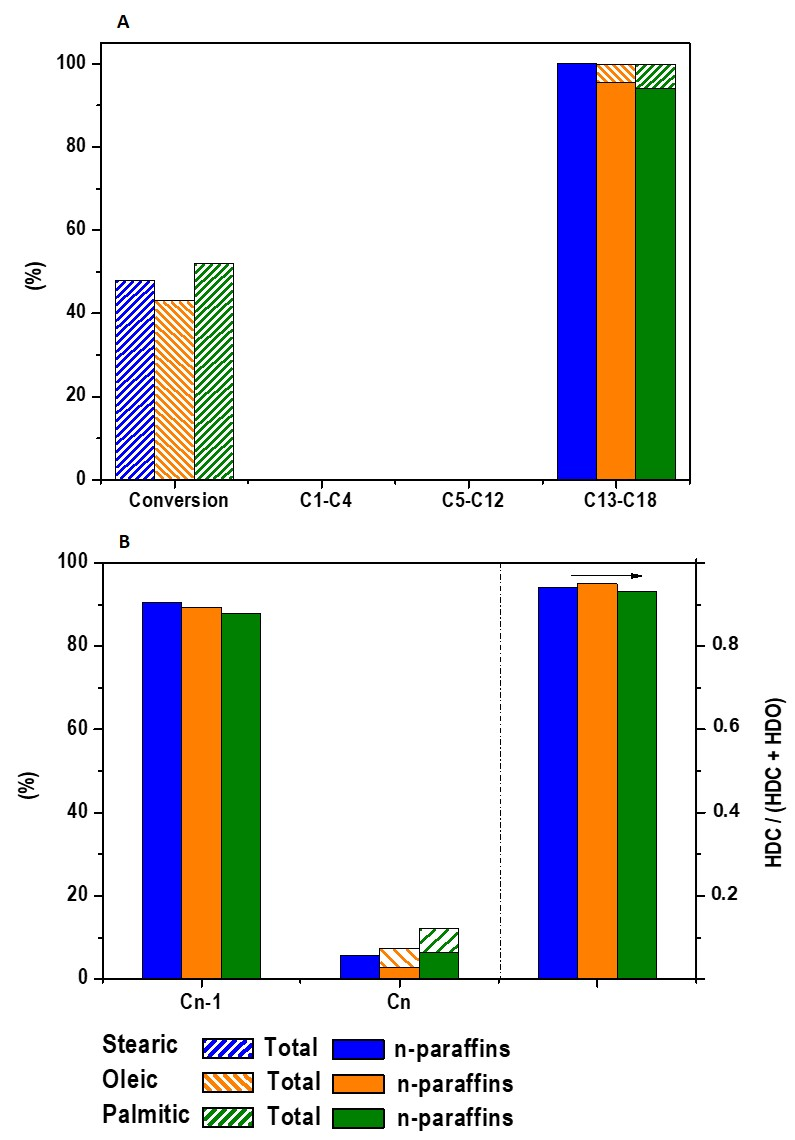 A
100
80
60
40
20
0
(%)
Conversion C1-C4 C5-C12 C13-C18
B
100
80 0.8
60 0.6
40 0.4
20 0.2
0
(%)
HDC / (HDC + HDO)
Cn-1 Cn
Stearic Total n-paraffins
Oleic Total n-paraffins
Palmitic Total n-paraffins